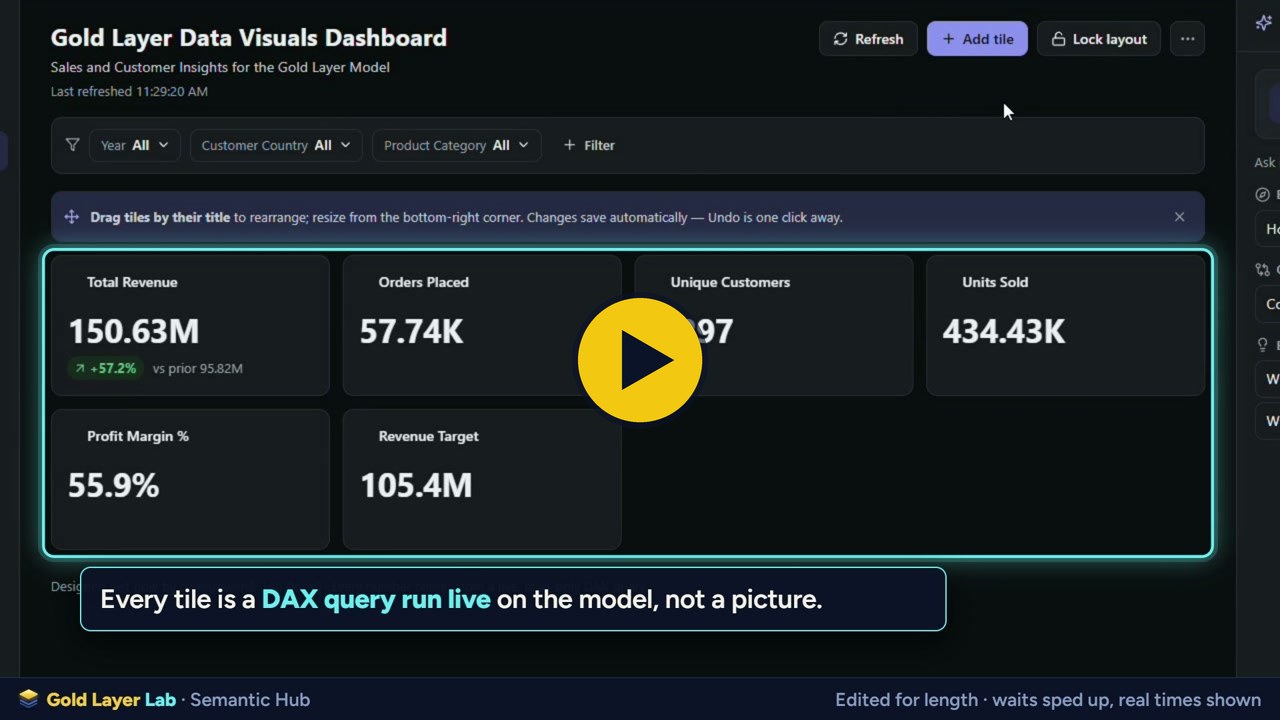 Gold Layer Data Visuals Dashboard
Refresh
+ Add tile
Lock layout
Sales and Customer Insights for the Gold Layer Model
Last refreshed 11:29:20 AM
Year All
Customer Country All
Product Category All
+ Filter
Ask
Drag tiles by their title to rearrange; resize from the bottom-right corner. Changes save automatically — Undo is one click away.
Total Revenue
150.63M
+57.2% vs prior 95.82M
Orders Placed
57.74K
Unique Customers
97
Units Sold
434.43K
Profit Margin %
55.9%
Revenue Target
105.4M
Every tile is a DAX query run live on the model, not a picture.
Gold Layer Lab · Semantic Hub
Edited for length · waits sped up, real times shown